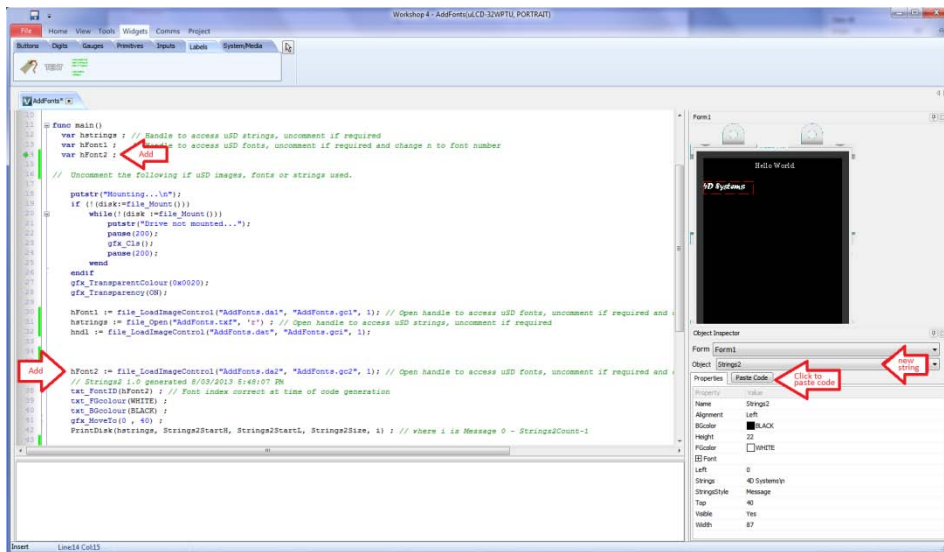 Workshop 4 - AddFonts(uLCD-32WPTU, PORTRAIT)
File Home View Tools Widgets Comms Project
Buttons Digits Gauges Primitives Inputs Labels System/Media
TEXT
AddFonts*
func main()
var hstrings ; // Handle to access uSD strings, uncomment if required
var hFont1 ; // Handle to access uSD fonts, uncomment if required and change n to font number
var hFont2 ;
Add
// Uncomment the following if uSD images, fonts or strings used.
putstr("Mounting...\n");
if (!(disk:=file_Mount()))
while(!(disk :=file_Mount()))
putstr("Drive not mounted...");
pause(200);
gfx_Cls();
pause(200);
wend
endif
gfx_TransparentColour(0x0020);
gfx_Transparency(ON);
hFont1 := file_LoadImageControl("AddFonts.da1", "AddFonts.gc1", 1); // Open handle to access uSD fonts, uncomment if required and
hstrings := file_Open("AddFonts.txf", 'r') ; // Open handle to access uSD strings, uncomment if required
hndl := file_LoadImageControl("AddFonts.dat", "AddFonts.gci", 1);
Add
hFont2 := file_LoadImageControl("AddFonts.da2", "AddFonts.gc2", 1); // Open handle to access uSD fonts, uncomment if required and
// Strings2 1.0 generated 8/03/2013 5:48:07 PM
txt_FontID(hFont2) ; // Font index correct at time of code generation
txt_FGcolour(WHITE) ;
txt_BGcolour(BLACK) ;
gfx_MoveTo(0 , 40) ;
PrintDisk(hstrings, Strings2StartH, Strings2StartL, Strings2Size, i) ; // where i is Message 0 - Strings2Count-1
Form1
Hello World
4D Systems
Object Inspector
Form Form1
Object Strings2
new string
Properties Paste Code
Click to paste code
Property Value
Name Strings2
Alignment Left
BGcolor BLACK
Height 22
FGcolor WHITE
Font
Left 0
Strings 4D Systems\n
StringsStyle Message
Top 40
Visible Yes
Width 87
Insert Line:14 Col:15